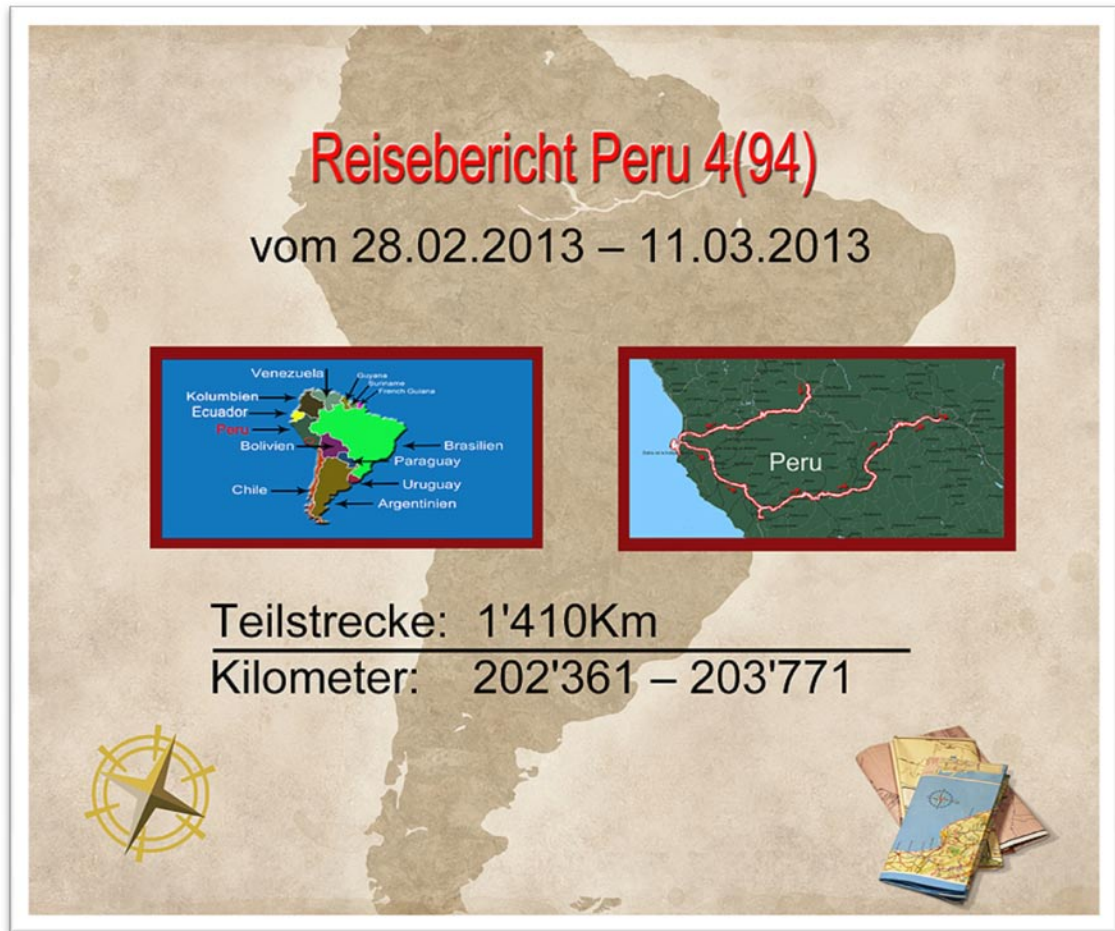 Reisebericht Peru 4(94)
vom 28.02.2013 – 11.03.2013
Venezuela
Guyana
Suriname
French Guiana
Kolumbien
Ecuador
Peru
Bolivien
Brasilien
Paraguay
Uruguay
Chile
Argentinien
Peru
Teilstrecke: 1'410Km
Kilometer: 202'361 – 203'771